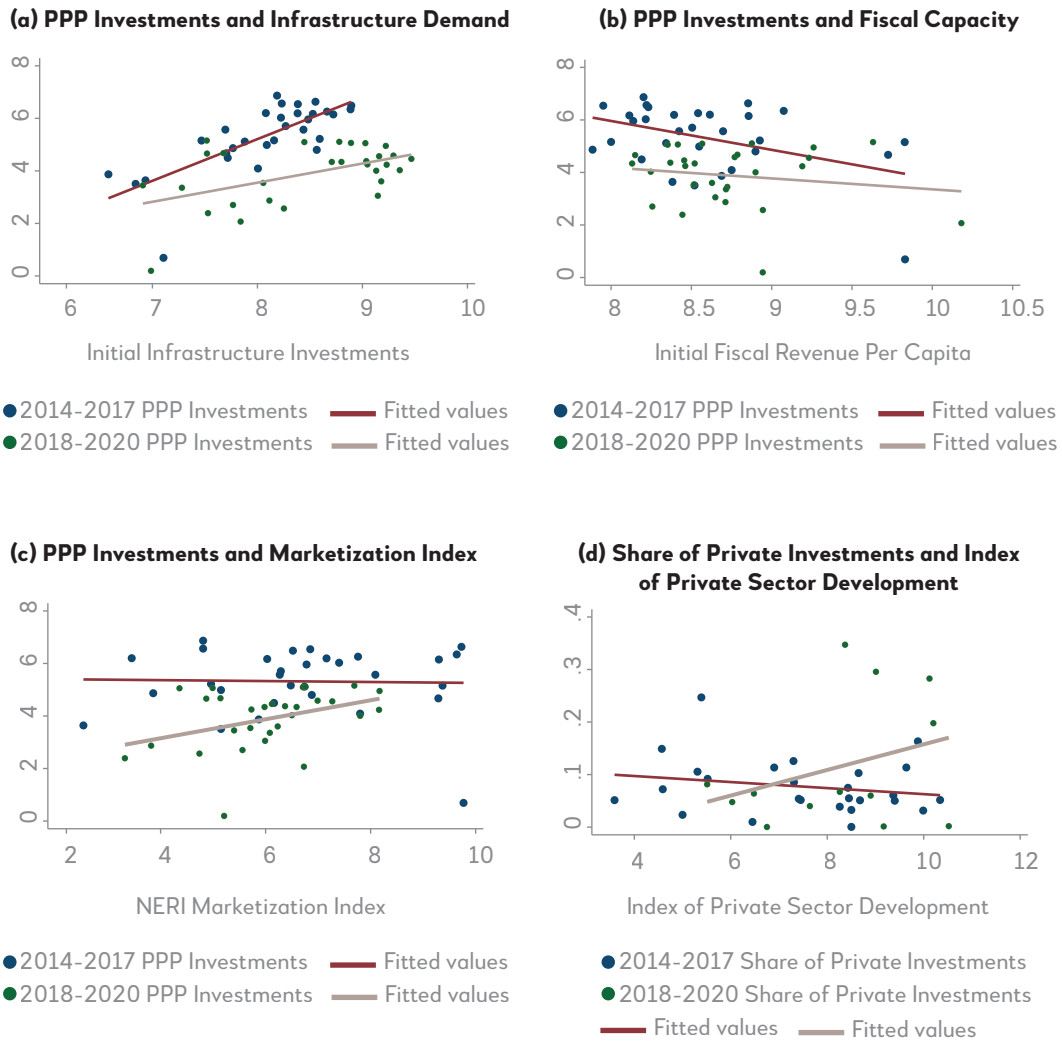 (a) PPP Investments and Infrastructure Demand
8
6
4
2
0
6 7 8 9 10
Initial Infrastructure Investments
2014-2017 PPP Investments Fitted values
2018-2020 PPP Investments Fitted values
(b) PPP Investments and Fiscal Capacity
8
6
4
2
0
8 8.5 9 9.5 10 10.5
Initial Fiscal Revenue Per Capita
2014-2017 PPP Investments Fitted values
2018-2020 PPP Investments Fitted values
(c) PPP Investments and Marketization Index
8
6
4
2
0
2 4 6 8 10
NERI Marketization Index
2014-2017 PPP Investments Fitted values
2018-2020 PPP Investments Fitted values
(d) Share of Private Investments and Index
of Private Sector Development
.4
.3
.2
.1
0
4 6 8 10 12
Index of Private Sector Development
2014-2017 Share of Private Investments
2018-2020 Share of Private Investments
Fitted values Fitted values